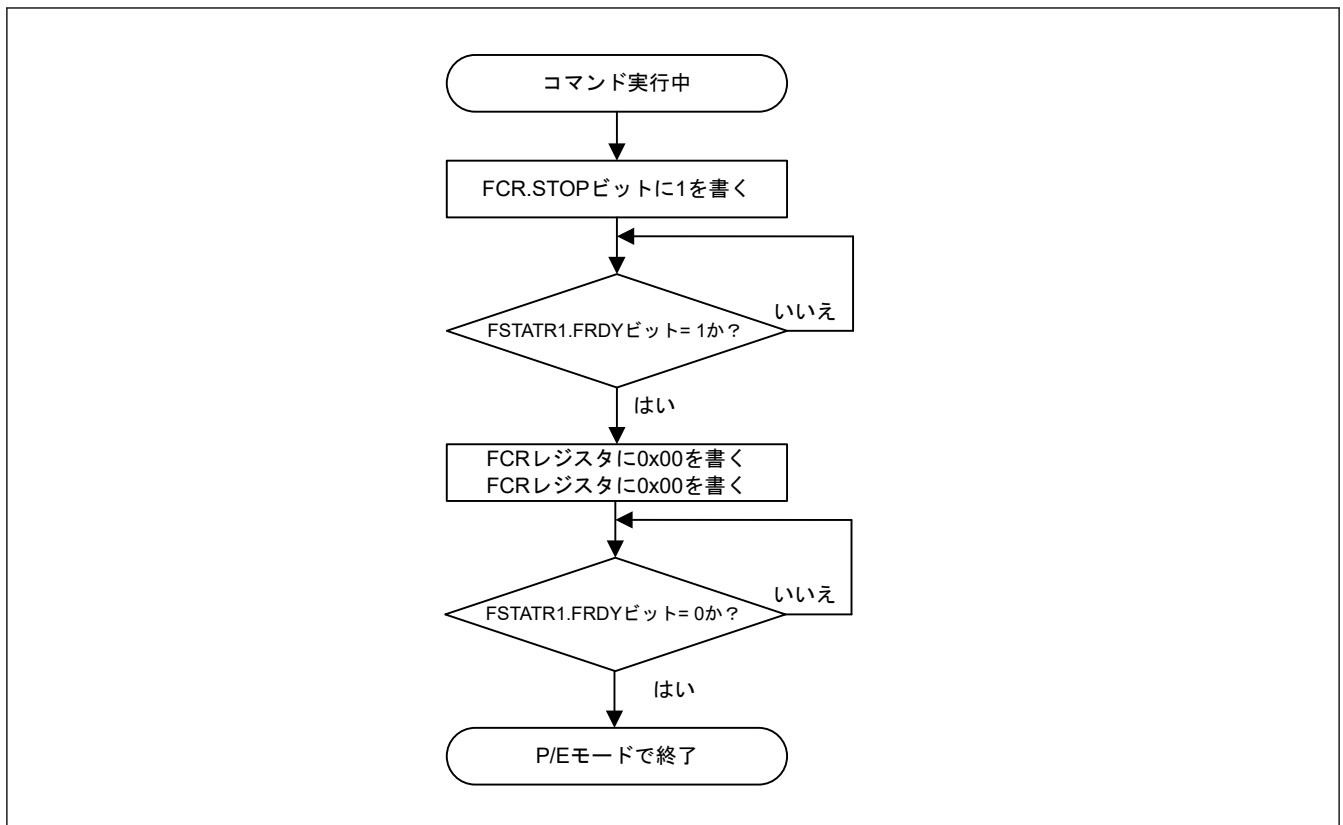 コマンド実行中
FCR.STOPビットに1を書く
FSTATR1.FRDYビット= 1か？
いいえ
はい
FCRレジスタに0x00を書く
FCRレジスタに0x00を書く
FSTATR1.FRDYビット= 0か？
いいえ
はい
P/Eモードで終了